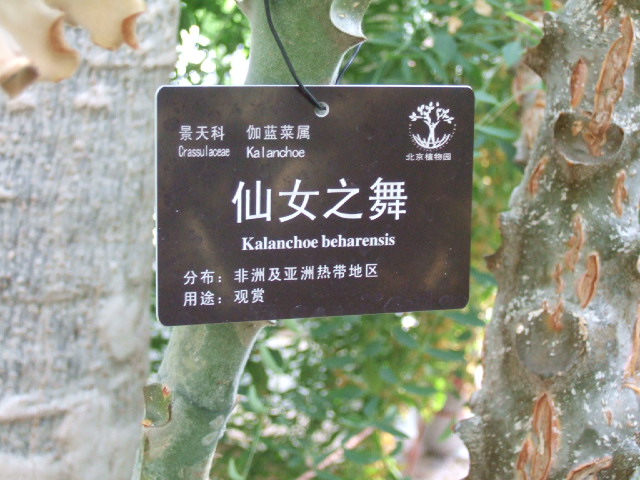 景天科 伽蓝菜属
Crassulaceae Kalanchoe
北京植物园
仙女之舞
Kalanchoe beharensis
分布：非洲及亚洲热带地区
用途：观赏